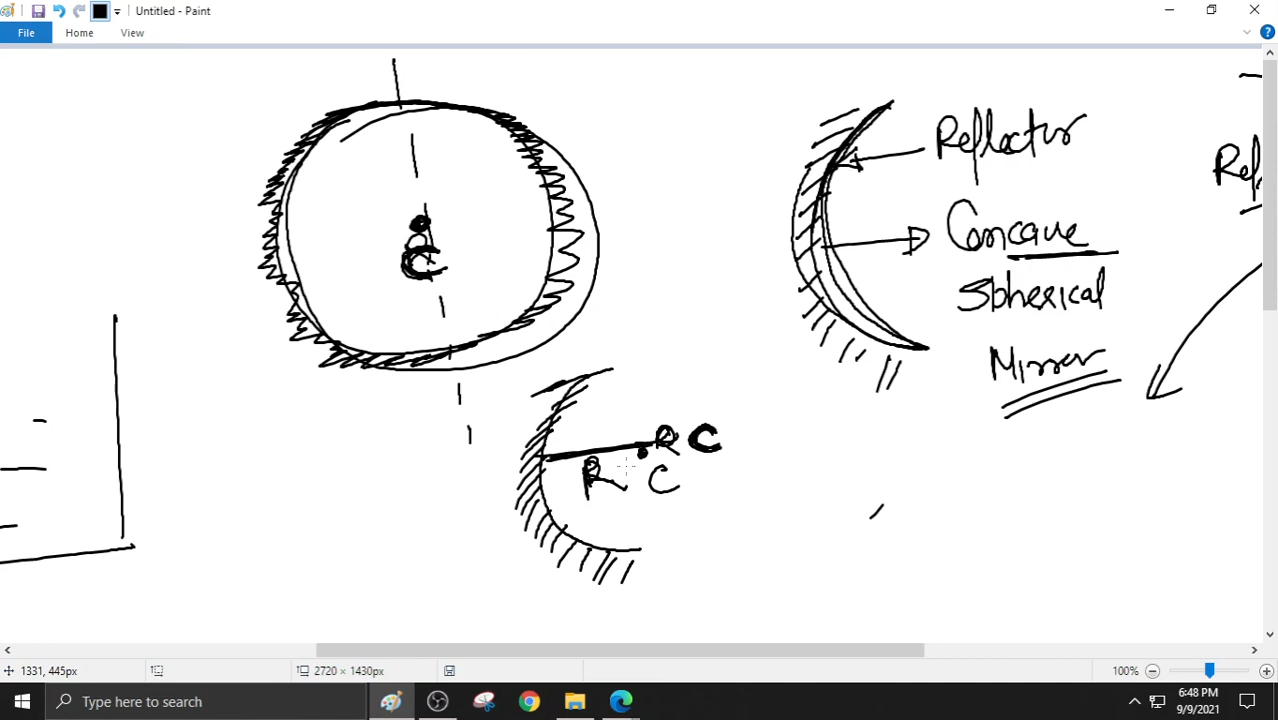 Untitled - Paint
File Home View
Reflector
Ref
Concave
Spherical
Mirror
C
R C
R C
1331, 445px
2720 × 1430px
100%
Type here to search
6:48 PM
9/9/2021